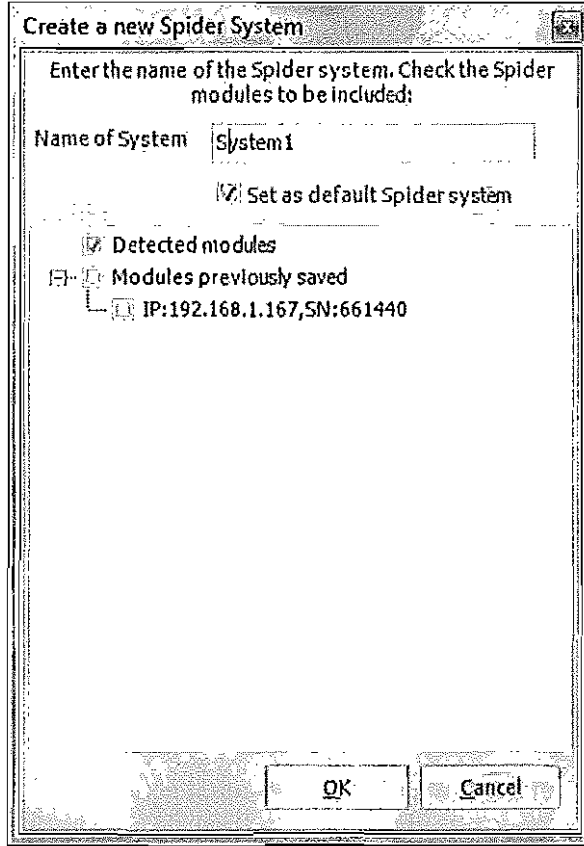 Create a new Spider System
Enter the name of the Spider system. Check the Spider
modules to be included:
Name of System System1
Set as default Spider system
Detected modules
Modules previously saved
IP:192.168.1.167,SN:661440
OK Cancel